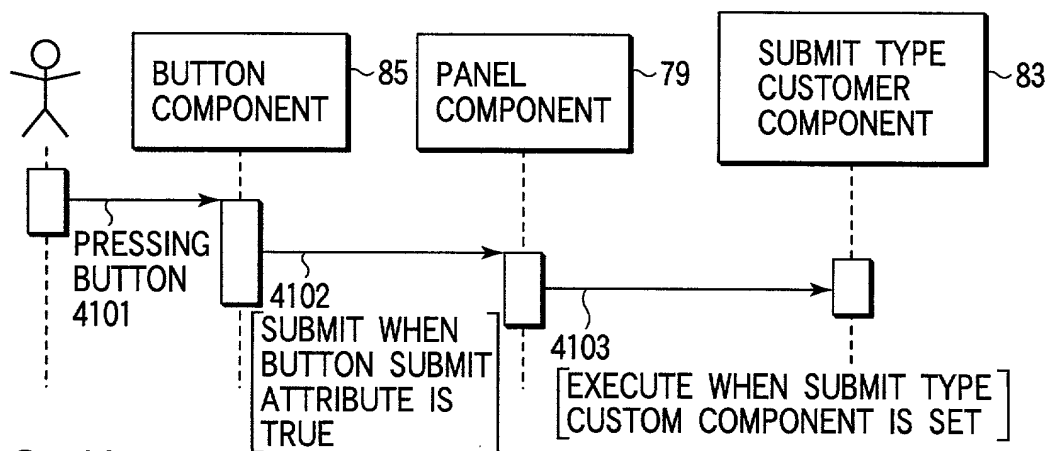 BUTTON
COMPONENT
85
PANEL
COMPONENT
79
SUBMIT TYPE
CUSTOMER
COMPONENT
83
PRESSING
BUTTON
4101
4102
SUBMIT WHEN
BUTTON SUBMIT
ATTRIBUTE IS
TRUE
4103
EXECUTE WHEN SUBMIT TYPE
CUSTOM COMPONENT IS SET